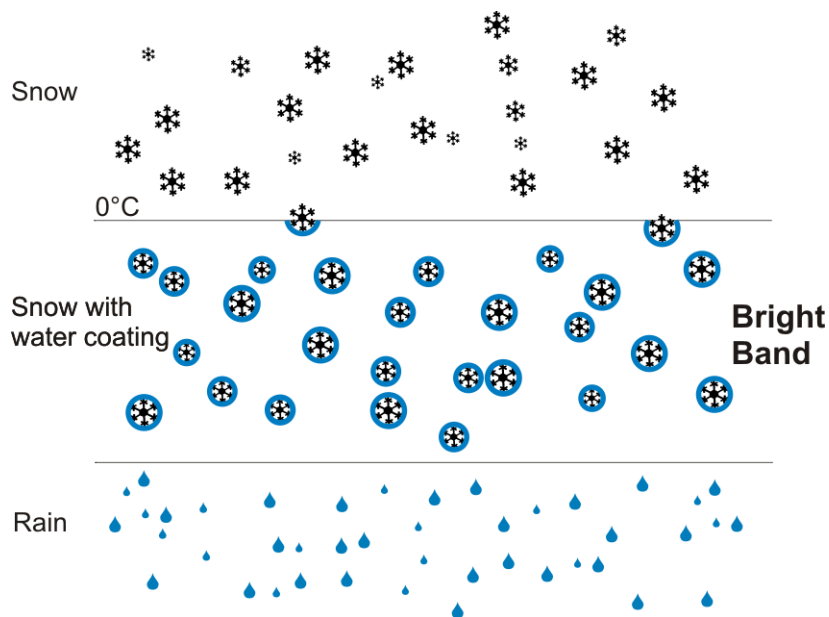 Snow
0°C
Snow with
water coating
Bright
Band
Rain